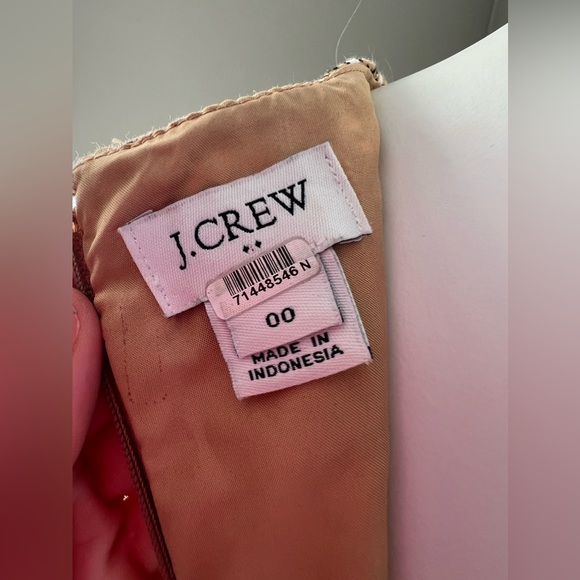 J.CREW
71448546 N
00
MADE IN
INDONESIA